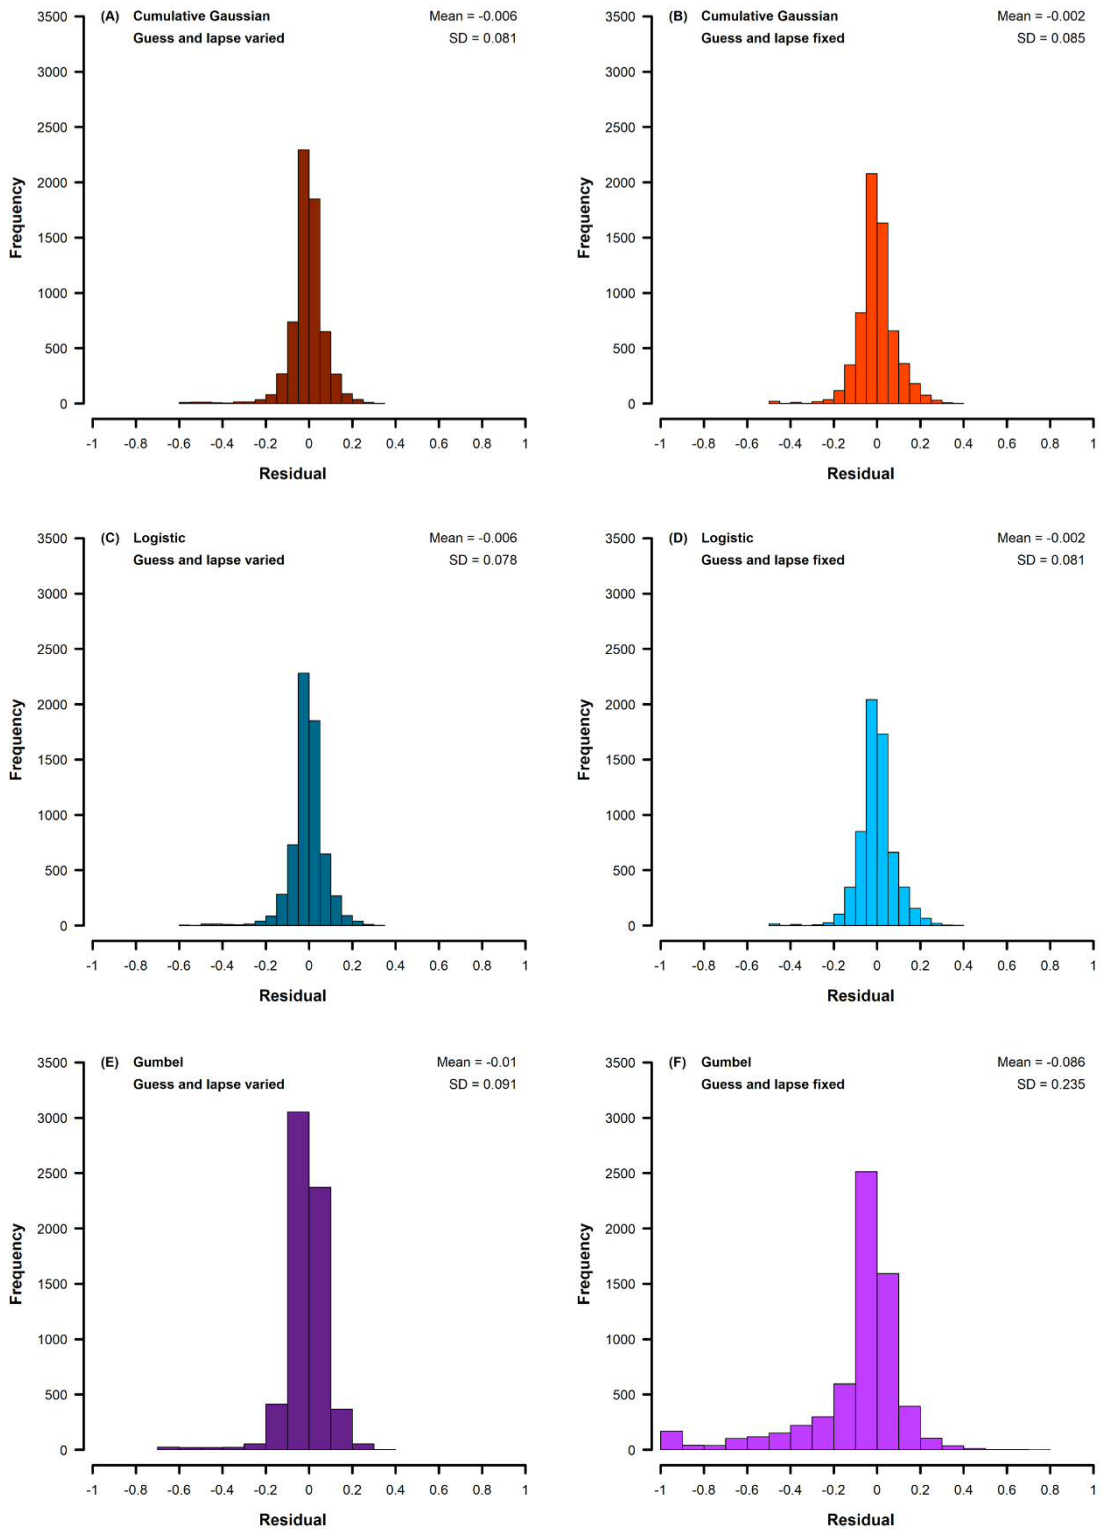 (A) Cumulative Gaussian Mean = -0.006
Guess and lapse varied SD = 0.081
3500
3000
2500
2000
1500
1000
500
0
Frequency
-1 -0.8 -0.6 -0.4 -0.2 0 0.2 0.4 0.6 0.8 1
Residual
(B) Cumulative Gaussian Mean = -0.002
Guess and lapse fixed SD = 0.085
3500
3000
2500
2000
1500
1000
500
0
Frequency
-1 -0.8 -0.6 -0.4 -0.2 0 0.2 0.4 0.6 0.8 1
Residual
(C) Logistic Mean = -0.006
Guess and lapse varied SD = 0.078
3500
3000
2500
2000
1500
1000
500
0
Frequency
-1 -0.8 -0.6 -0.4 -0.2 0 0.2 0.4 0.6 0.8 1
Residual
(D) Logistic Mean = -0.002
Guess and lapse fixed SD = 0.081
3500
3000
2500
2000
1500
1000
500
0
Frequency
-1 -0.8 -0.6 -0.4 -0.2 0 0.2 0.4 0.6 0.8 1
Residual
(E) Gumbel Mean = -0.01
Guess and lapse varied SD = 0.091
3500
3000
2500
2000
1500
1000
500
0
Frequency
-1 -0.8 -0.6 -0.4 -0.2 0 0.2 0.4 0.6 0.8 1
Residual
(F) Gumbel Mean = -0.086
Guess and lapse fixed SD = 0.235
3500
3000
2500
2000
1500
1000
500
0
Frequency
-1 -0.8 -0.6 -0.4 -0.2 0 0.2 0.4 0.6 0.8 1
Residual